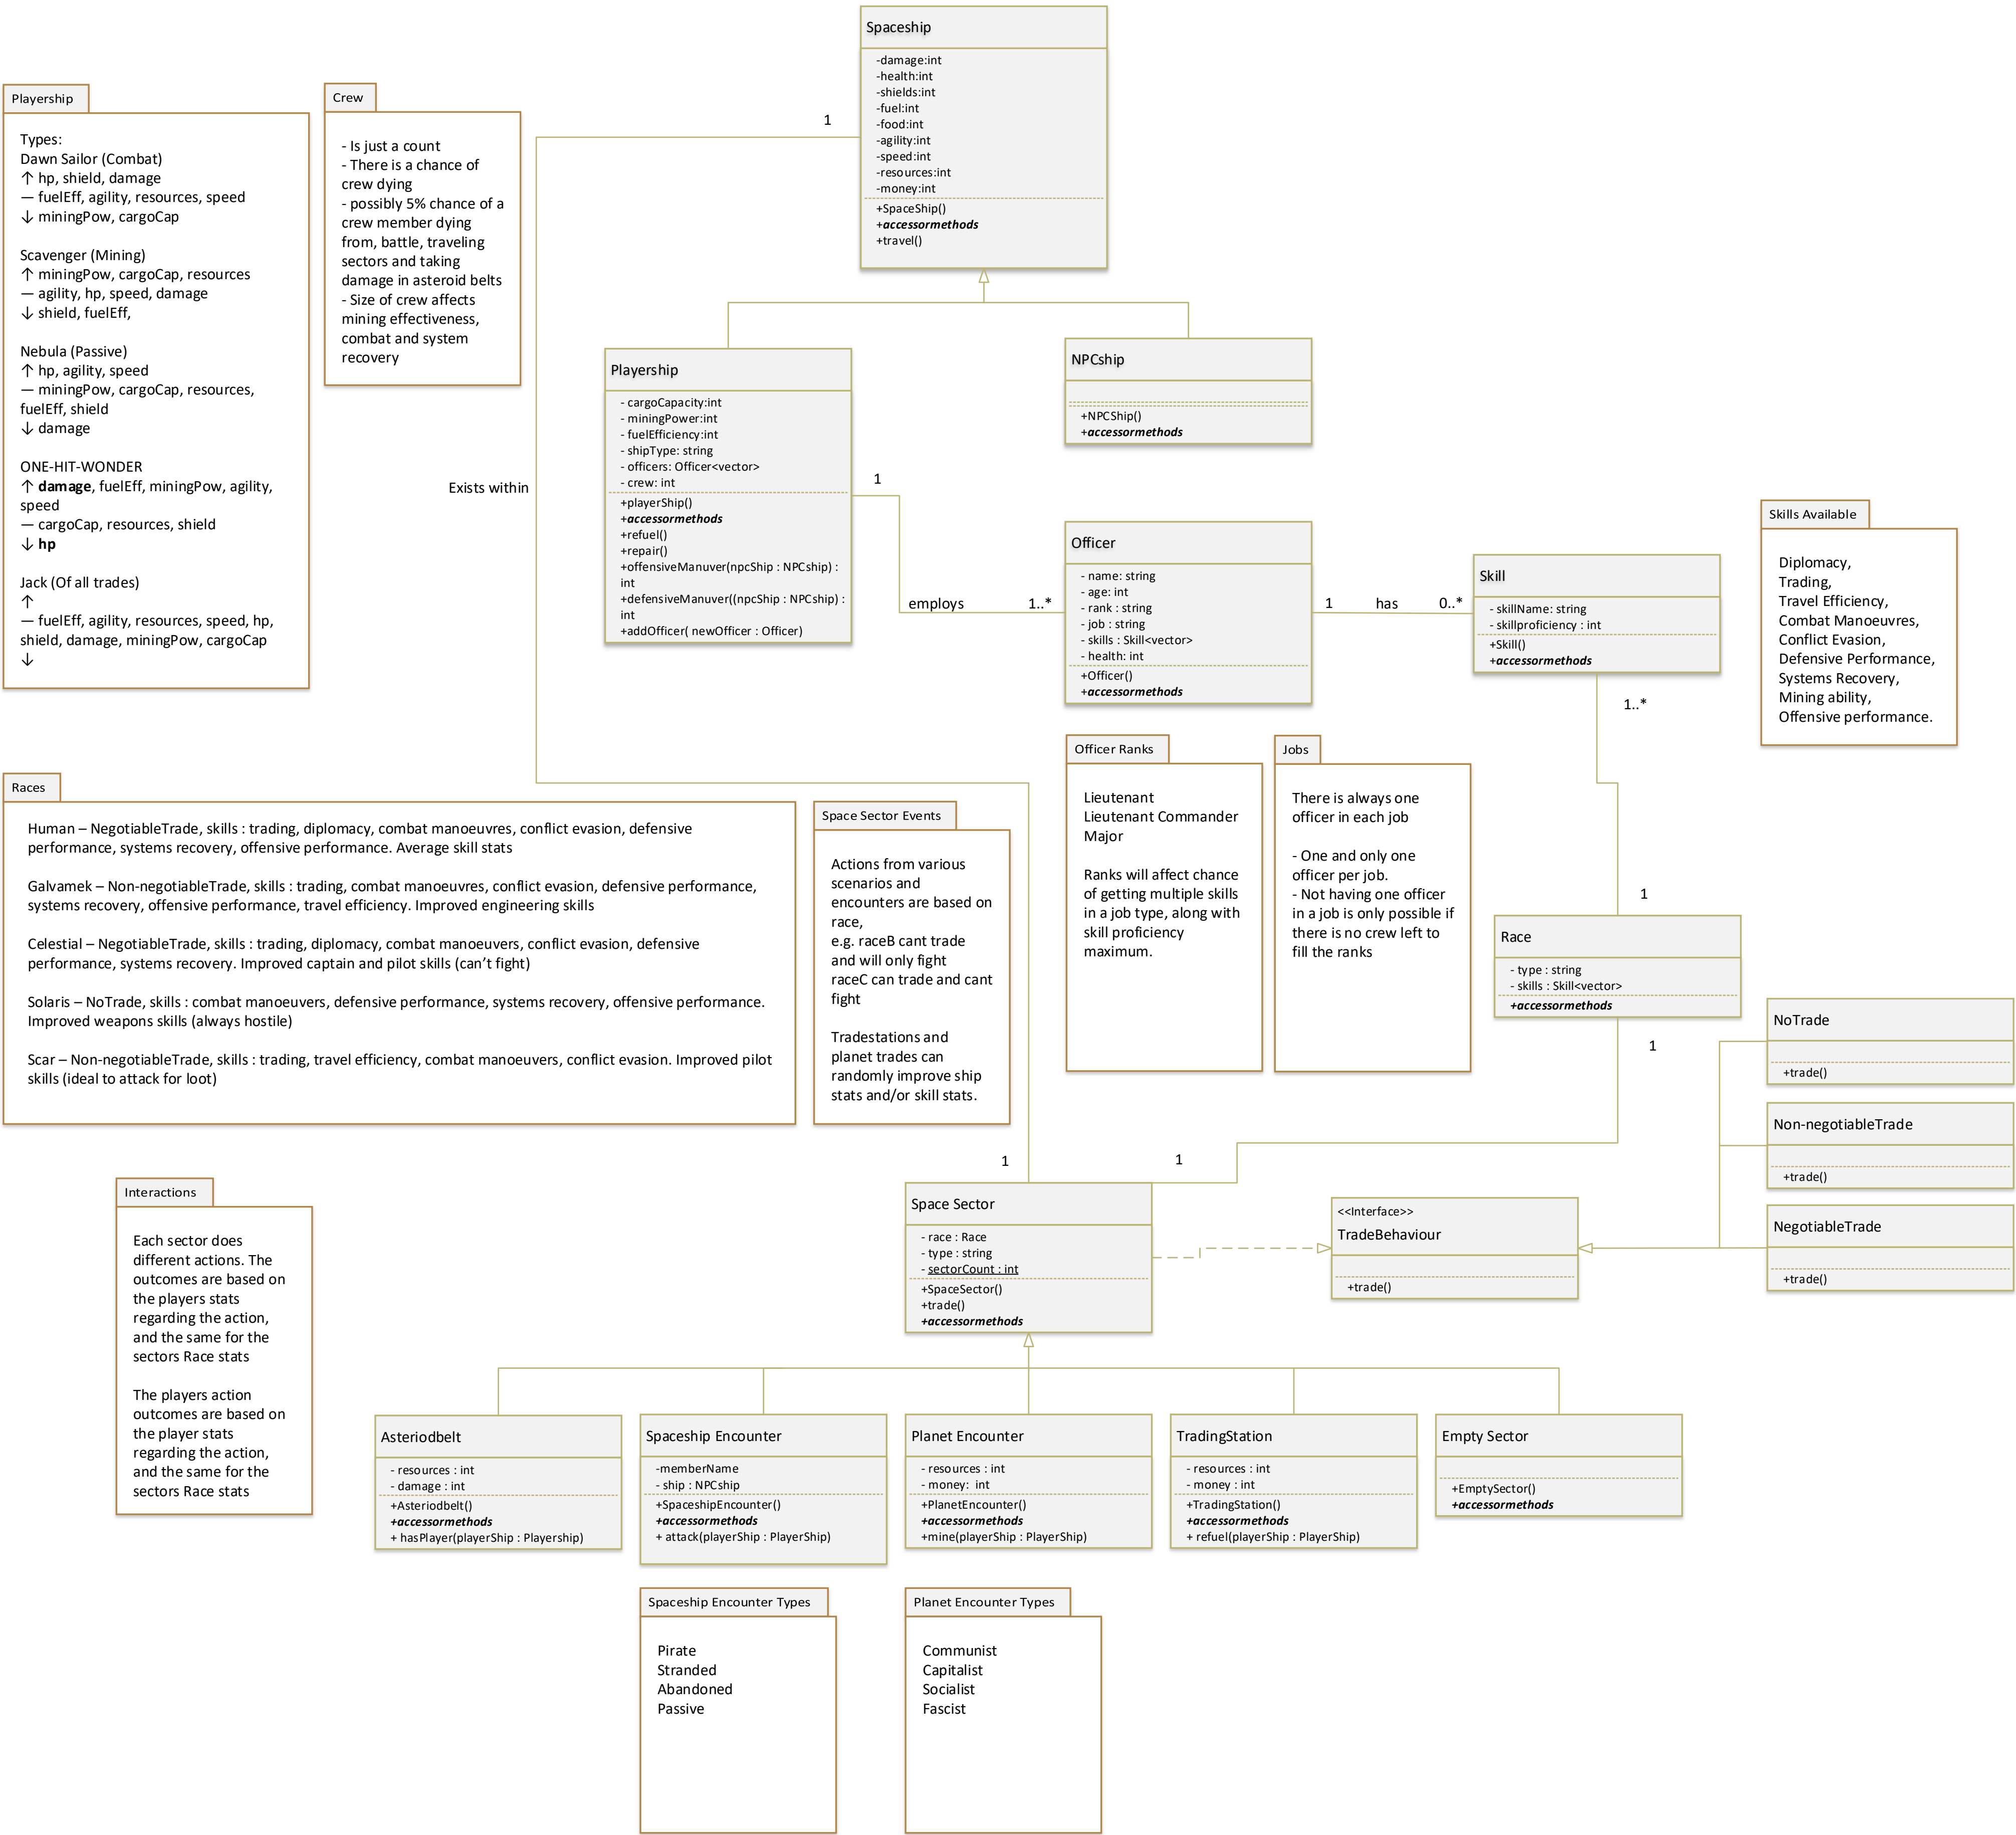 Spaceship
-damage:int
-health:int
-shields:int
-fuel:int
-food:int
-agility:int
-speed:int
-resources:int
-money:int
+SpaceShip()
+accessormethods
+travel()
Playership
Types:
Dawn Sailor (Combat)
↑ hp, shield, damage
— fuelEff, agility, resources, speed
↓ miningPow, cargoCap
Scavenger (Mining)
↑ miningPow, cargoCap, resources
— agility, hp, speed, damage
↓ shield, fuelEff,
Nebula (Passive)
↑ hp, agility, speed
— miningPow, cargoCap, resources,
fuelEff, shield
↓ damage
ONE-HIT-WONDER
↑ damage, fuelEff, miningPow, agility,
speed
— cargoCap, resources, shield
↓ hp
Jack (Of all trades)
↑
— fuelEff, agility, resources, speed, hp,
shield, damage, miningPow, cargoCap
↓
Crew
- Is just a count
- There is a chance of
crew dying
- possibly 5% chance of a
crew member dying
from, battle, traveling
sectors and taking
damage in asteroid belts
- Size of crew affects
mining effectiveness,
combat and system
recovery
1
Exists within
Playership
- cargoCapacity:int
- miningPower:int
- fuelEfficiency:int
- shipType: string
- officers: Officer<vector>
- crew: int
+playerShip()
+accessormethods
+refuel()
+repair()
+offensiveManuver(npcShip : NPCship) :
int
+defensiveManuver((npcShip : NPCship) :
int
+addOfficer( newOfficer : Officer)
NPCship
+NPCShip()
+accessormethods
1
employs
1..*
Officer
- name: string
- age: int
- rank : string
- job : string
- skills : Skill<vector>
- health: int
+Officer()
+accessormethods
1
has
0..*
Skill
- skillName: string
- skillproficiency : int
+Skill()
+accessormethods
Skills Available
Diplomacy,
Trading,
Travel Efficiency,
Combat Manoeuvres,
Conflict Evasion,
Defensive Performance,
Systems Recovery,
Mining ability,
Offensive performance.
1..*
Officer Ranks
Lieutenant
Lieutenant Commander
Major
Ranks will affect chance
of getting multiple skills
in a job type, along with
skill proficiency
maximum.
Jobs
There is always one
officer in each job
- One and only one
officer per job.
- Not having one officer
in a job is only possible if
there is no crew left to
fill the ranks
Races
Human – NegotiableTrade, skills : trading, diplomacy, combat manoeuvres, conflict evasion, defensive
performance, systems recovery, offensive performance. Average skill stats
Galvamek – Non-negotiableTrade, skills : trading, combat manoeuvres, conflict evasion, defensive performance,
systems recovery, offensive performance, travel efficiency. Improved engineering skills
Celestial – NegotiableTrade, skills : trading, diplomacy, combat manoeuvers, conflict evasion, defensive
performance, systems recovery. Improved captain and pilot skills (can’t fight)
Solaris – NoTrade, skills : combat manoeuvers, defensive performance, systems recovery, offensive performance.
Improved weapons skills (always hostile)
Scar – Non-negotiableTrade, skills : trading, travel efficiency, combat manoeuvers, conflict evasion. Improved pilot
skills (ideal to attack for loot)
Space Sector Events
Actions from various
scenarios and
encounters are based on
race,
e.g. raceB cant trade
and will only fight
raceC can trade and cant
fight
Tradestations and
planet trades can
randomly improve ship
stats and/or skill stats.
1
Race
- type : string
- skills : Skill<vector>
+accessormethods
1
NoTrade
+trade()
Non-negotiableTrade
+trade()
NegotiableTrade
+trade()
1
1
Interactions
Each sector does
different actions. The
outcomes are based on
the players stats
regarding the action,
and the same for the
sectors Race stats
The players action
outcomes are based on
the player stats
regarding the action,
and the same for the
sectors Race stats
Space Sector
- race : Race
- type : string
- sectorCount : int
+SpaceSector()
+trade()
+accessormethods
<<Interface>>
TradeBehaviour
+trade()
Asteriodbelt
- resources : int
- damage : int
+Asteriodbelt()
+accessormethods
+ hasPlayer(playerShip : Playership)
Spaceship Encounter
-memberName
- ship : NPCship
+SpaceshipEncounter()
+accessormethods
+ attack(playerShip : PlayerShip)
Planet Encounter
- resources : int
- money: int
+PlanetEncounter()
+accessormethods
+mine(playerShip : PlayerShip)
TradingStation
- resources : int
- money : int
+TradingStation()
+accessormethods
+ refuel(playerShip : PlayerShip)
Empty Sector
+EmptySector()
+accessormethods
Spaceship Encounter Types
Pirate
Stranded
Abandoned
Passive
Planet Encounter Types
Communist
Capitalist
Socialist
Fascist